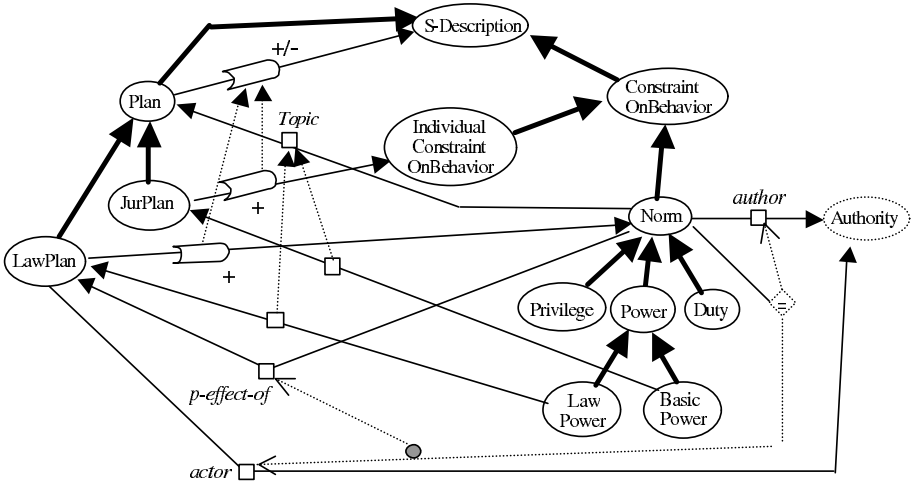 S-Description
+/-
Plan
Constraint
OnBehavior
Topic
Individual
Constraint
OnBehavior
JurPlan
+
author
Norm
Authority
LawPlan
+
=
Privilege
Power
Duty
p-effect-of
Law
Power
Basic
Power
actor